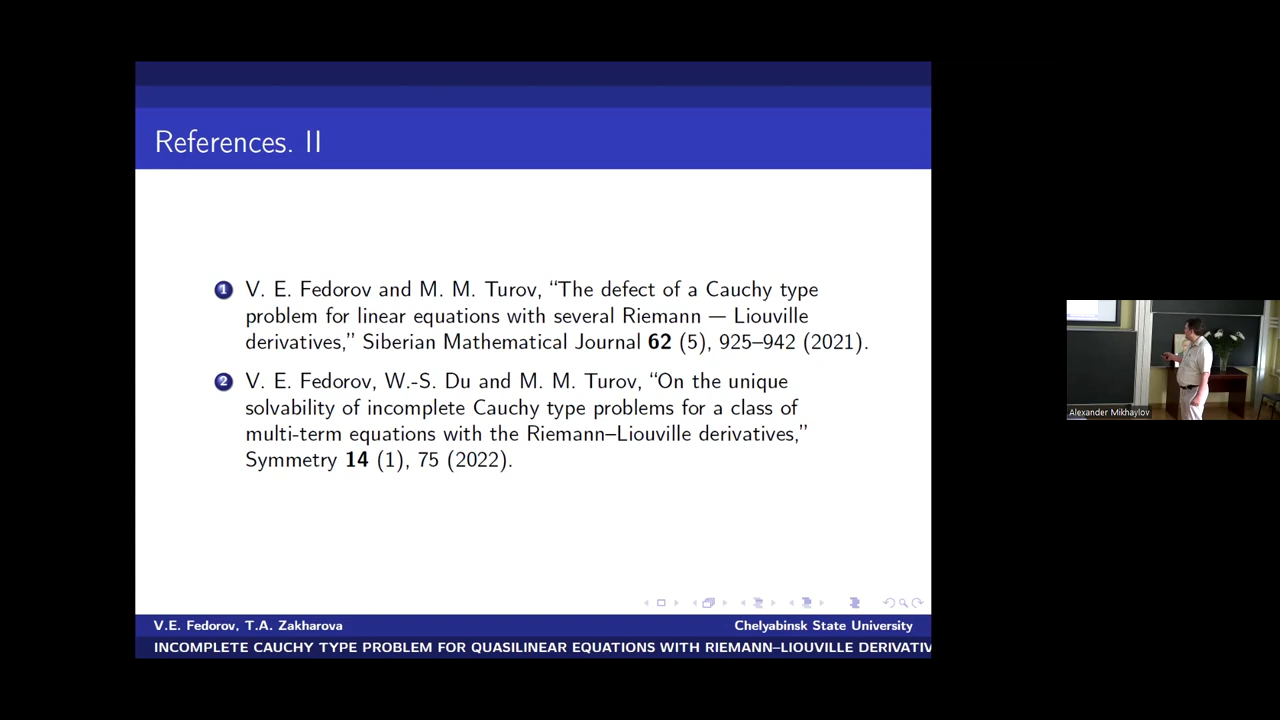 References. II
1 V. E. Fedorov and M. M. Turov, “The defect of a Cauchy type
problem for linear equations with several Riemann — Liouville
derivatives,” Siberian Mathematical Journal 62 (5), 925–942 (2021).
2 V. E. Fedorov, W.-S. Du and M. M. Turov, “On the unique
solvability of incomplete Cauchy type problems for a class of
multi-term equations with the Riemann–Liouville derivatives,”
Symmetry 14 (1), 75 (2022).
Alexander Mikhaylov
V.E. Fedorov, T.A. Zakharova Chelyabinsk State University
INCOMPLETE CAUCHY TYPE PROBLEM FOR QUASILINEAR EQUATIONS WITH RIEMANN–LIOUVILLE DERIVATIV